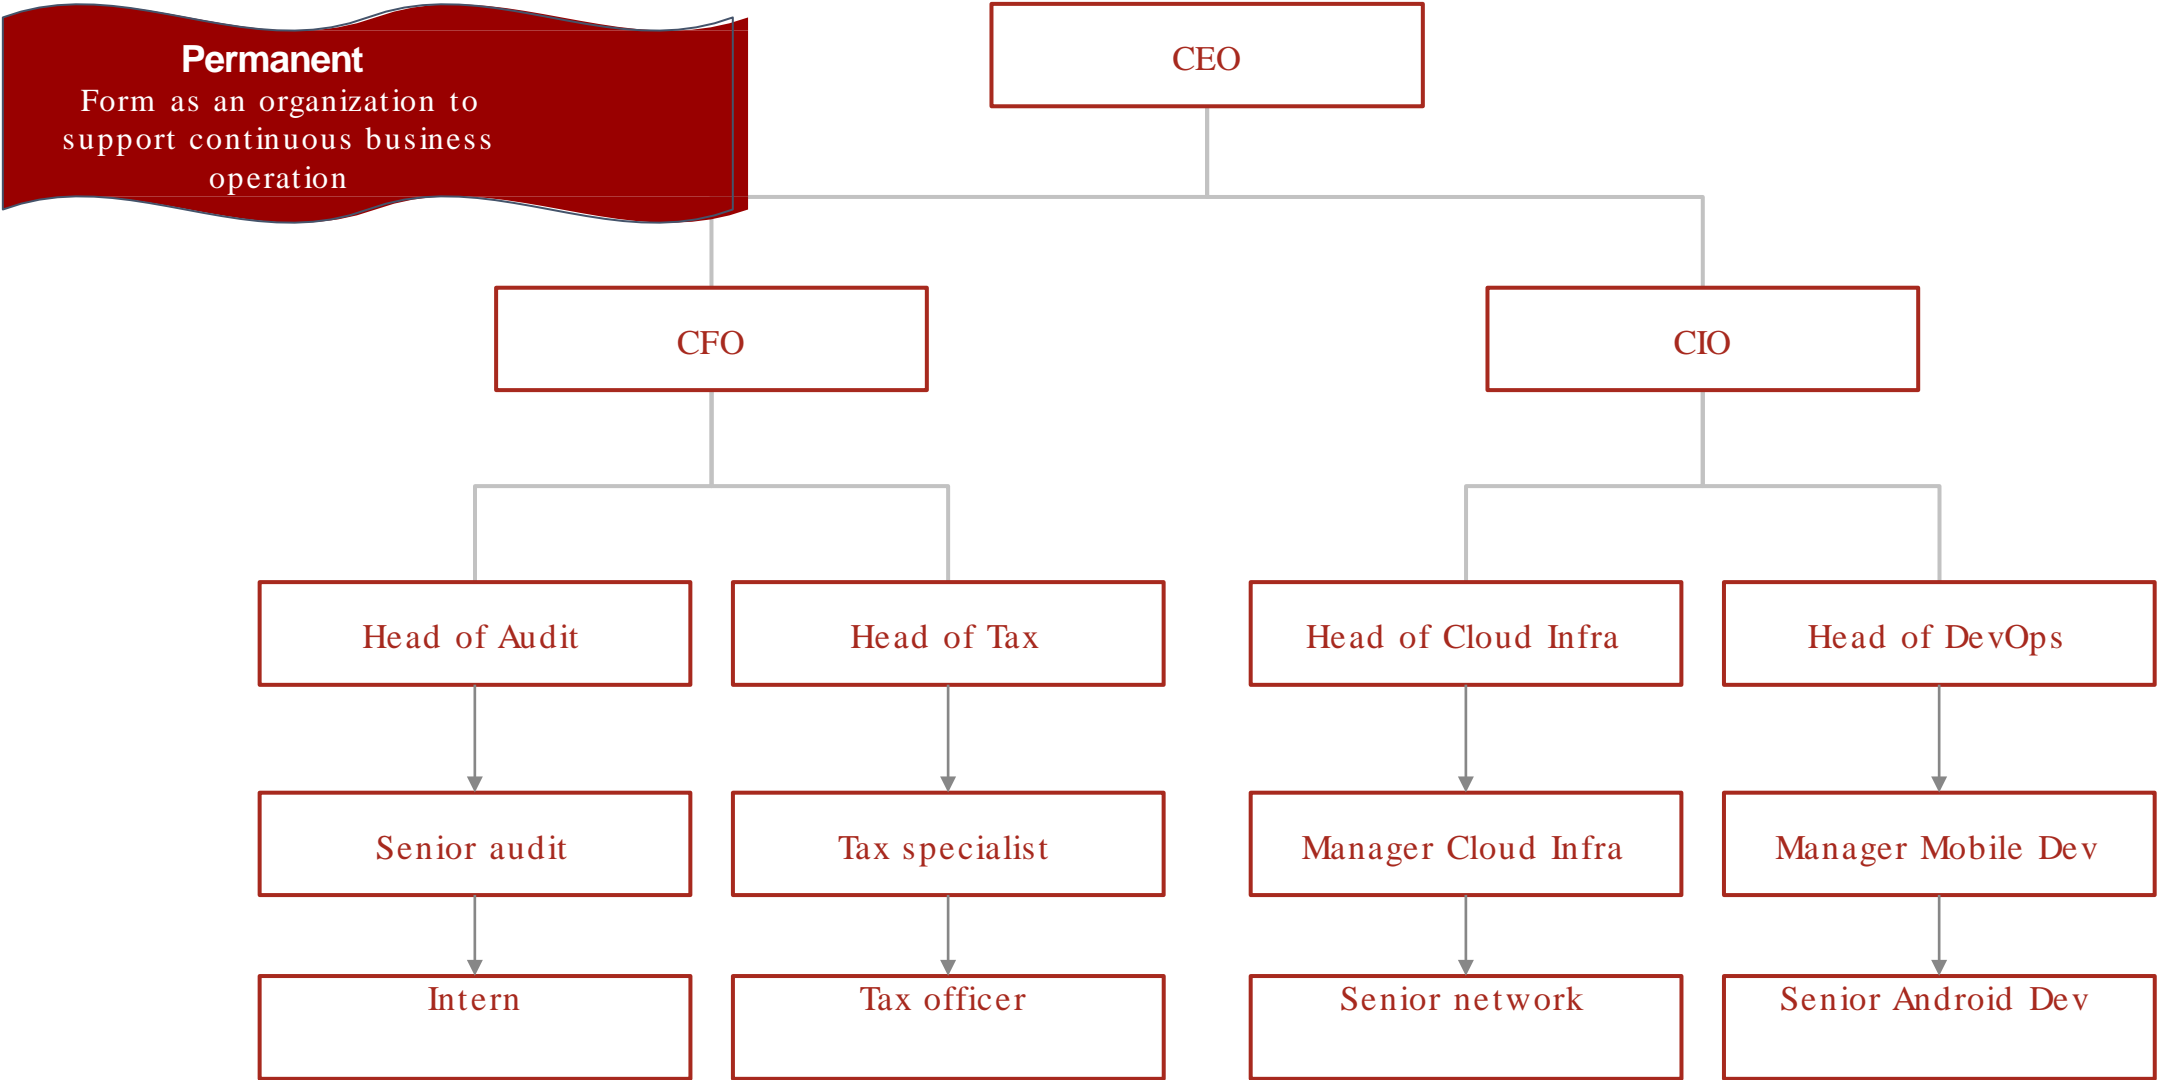 Permanent
Form as an organization to
support continuous business
operation
CEO
CFO
CIO
Head of Audit
Head of Tax
Head of Cloud Infra
Head of DevOps
Senior audit
Tax specialist
Manager Cloud Infra
Manager Mobile Dev
Intern
Tax officer
Senior network
Senior Android Dev